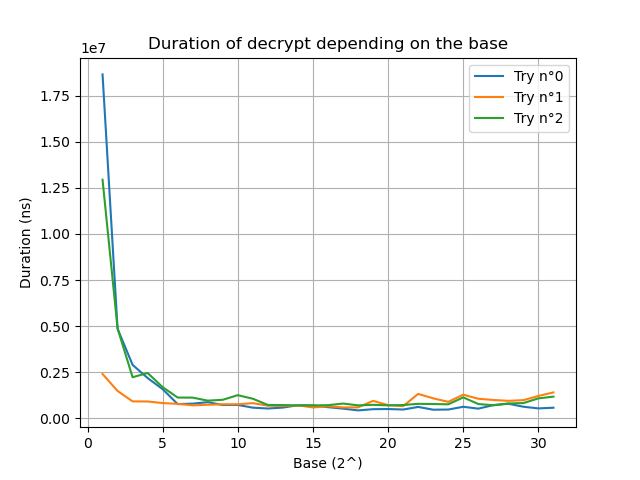 Duration of decrypt depending on the base
1e7
Try n°0
Try n°1
Try n°2
1.75
1.50
1.25
1.00
0.75
0.50
0.25
0.00
Duration (ns)
0 5 10 15 20 25 30
Base (2^)